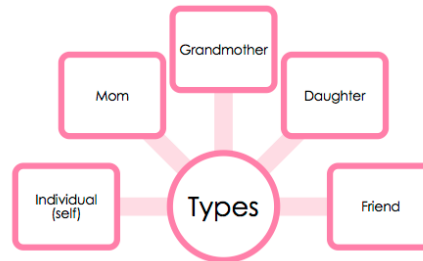 Grandmother
Mom
Daughter
Individual
(self)
Types
Friend